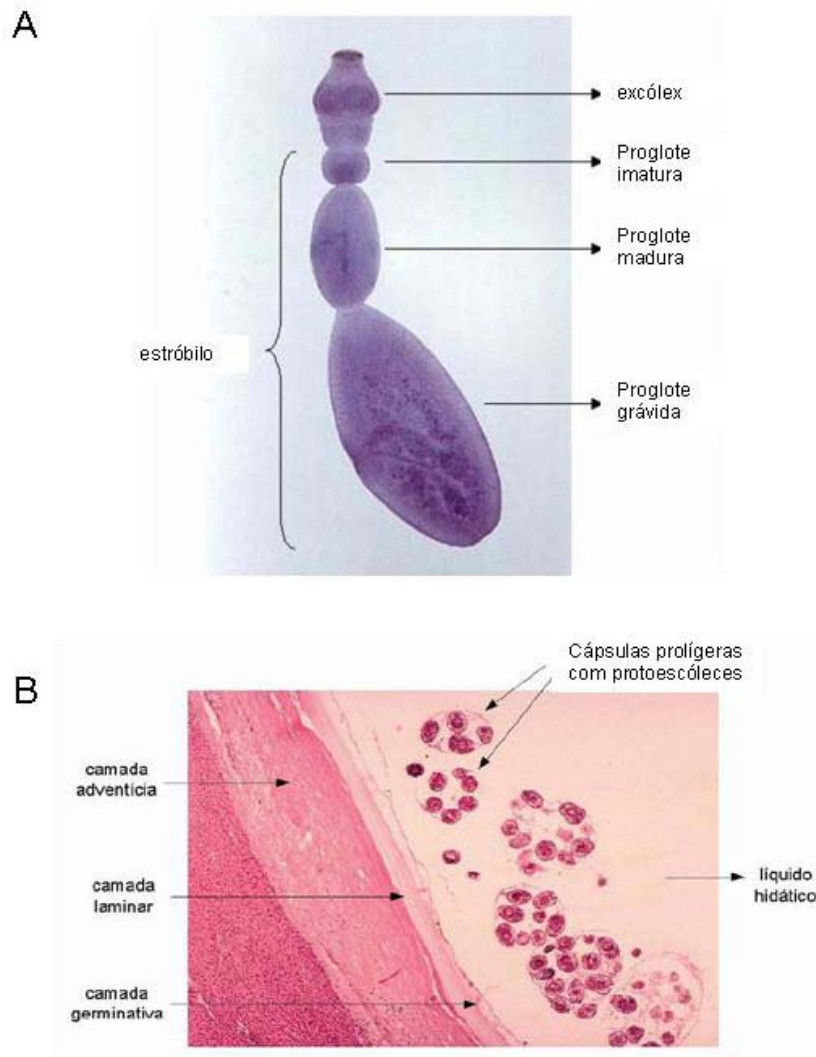 A
excólex
Proglote
imatura
Proglote
madura
estróbilo
Proglote
grávida
B
Cápsulas prolígeras
com protoescóleces
camada
adventícia
camada
laminar
líquido
hidático
camada
germinativa